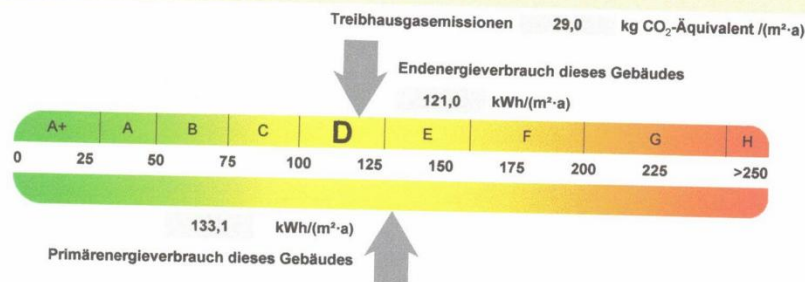 Treibhausgasemissionen 29,0 kg CO₂-Äquivalent /(m²·a)
Endenergieverbrauch dieses Gebäudes
121,0 kWh/(m²·a)
A+ A B C D E F G H
0 25 50 75 100 125 150 175 200 225 >250
133,1 kWh/(m²·a)
Primärenergieverbrauch dieses Gebäudes